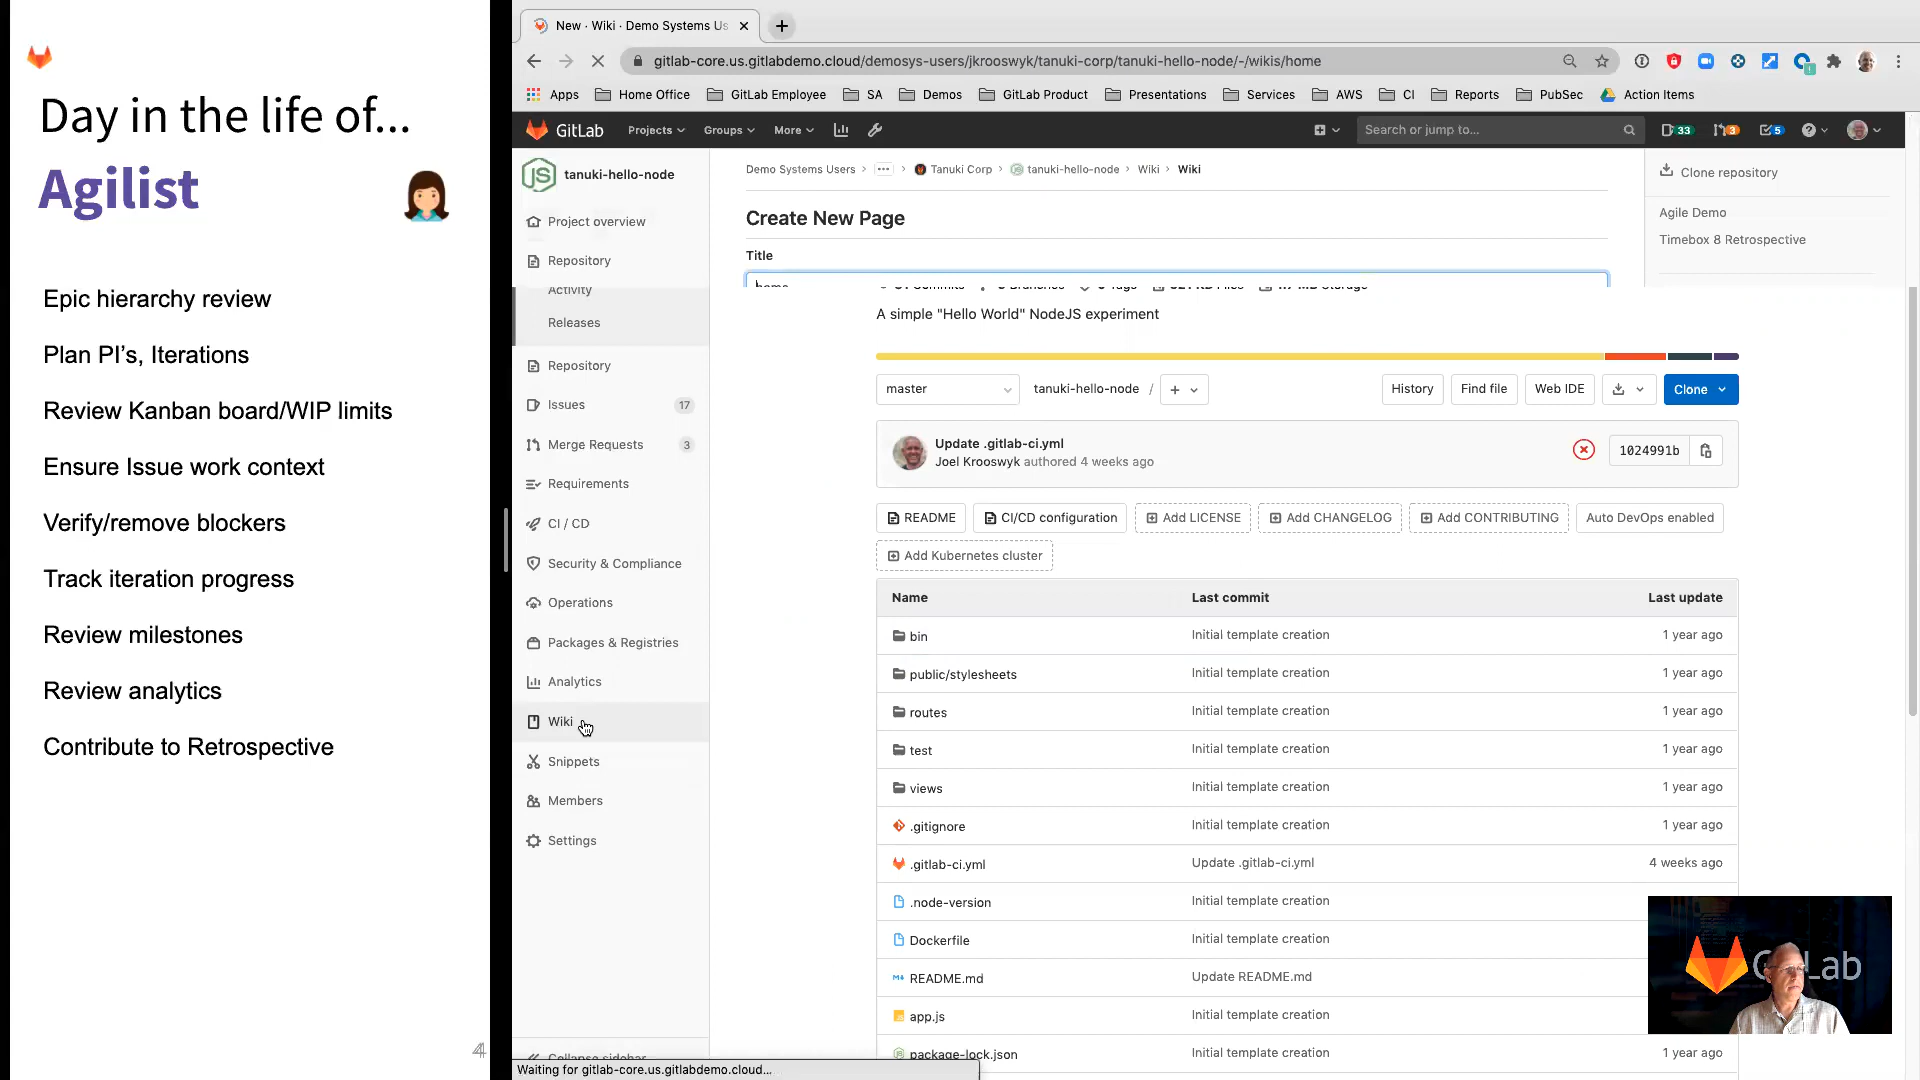 Day in the life of...
Agilist
Epic hierarchy review
Plan PI's, Iterations
Review Kanban board/WIP limits
Ensure Issue work context
Verify/remove blockers
Track iteration progress
Review milestones
Review analytics
Contribute to Retrospective
4
New · Wiki · Demo Systems Us
gitlab-core.us.gitlabdemo.cloud/demosys-users/jkrooswyk/tanuki-corp/tanuki-hello-node/-/wikis/home
Apps Home Office GitLab Employee SA Demos GitLab Product Presentations Services AWS CI Reports PubSec Action Items
GitLab Projects Groups More Search or jump to... 33 3 5
tanuki-hello-node
Project overview
Repository
Activity
Releases
Repository
Issues 17
Merge Requests 3
Requirements
CI / CD
Security & Compliance
Operations
Packages & Registries
Analytics
Wiki
Snippets
Members
Settings
Collapse sidebar
Waiting for gitlab-core.us.gitlabdemo.cloud...
Demo Systems Users > ... > Tanuki Corp > tanuki-hello-node > Wiki > Wiki
Create New Page
Title
home
A simple "Hello World" NodeJS experiment
master tanuki-hello-node / + History Find file Web IDE Clone
Update .gitlab-ci.yml
Joel Krooswyk authored 4 weeks ago
1024991b
README CI/CD configuration Add LICENSE Add CHANGELOG Add CONTRIBUTING Auto DevOps enabled
Add Kubernetes cluster
Name Last commit Last update
bin Initial template creation 1 year ago
public/stylesheets Initial template creation 1 year ago
routes Initial template creation 1 year ago
test Initial template creation 1 year ago
views Initial template creation 1 year ago
.gitignore Initial template creation 1 year ago
.gitlab-ci.yml Update .gitlab-ci.yml 4 weeks ago
.node-version Initial template creation
Dockerfile Initial template creation
README.md Update README.md
app.js Initial template creation
package-lock.json Initial template creation 1 year ago
Clone repository
Agile Demo
Timebox 8 Retrospective